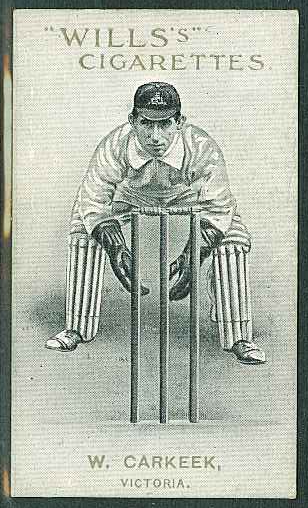 "WILLS's"
CIGARETTES.
W. CARKEEK,
VICTORIA.